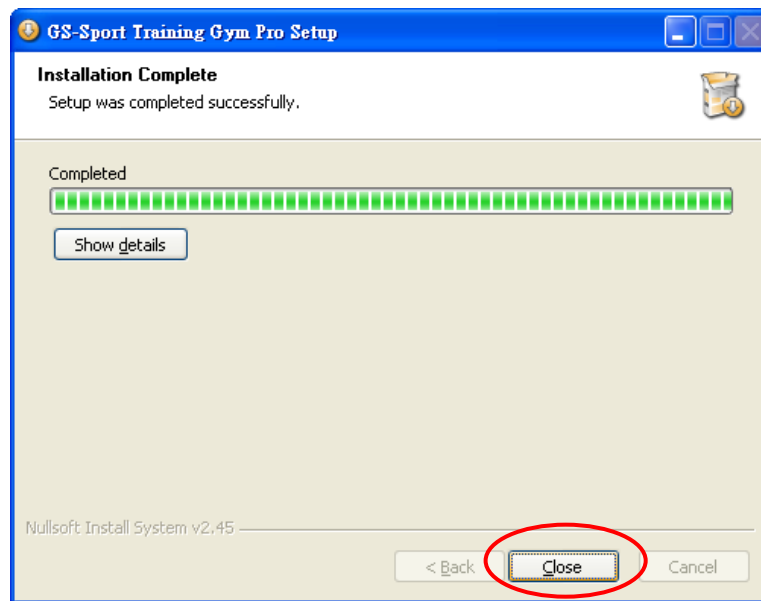 GS-Sport Training Gym Pro Setup
Installation Complete
Setup was completed successfully.
Completed
Show details
Nullsoft Install System v2.45
< Back Close Cancel